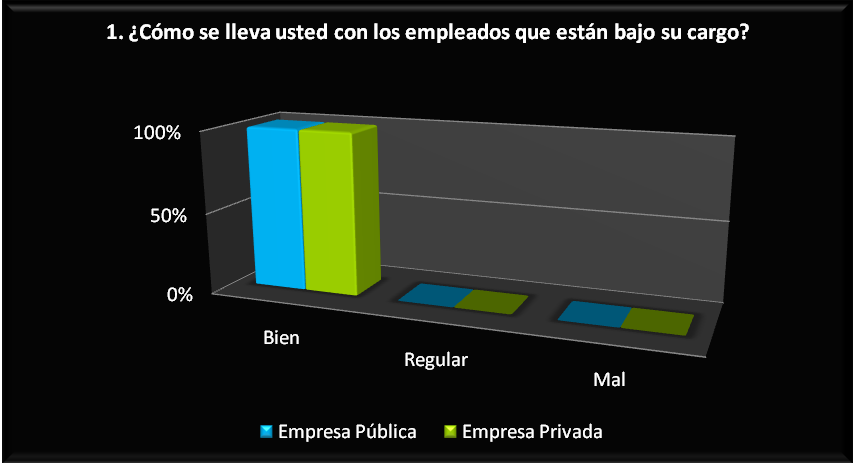 1. ¿Cómo se lleva usted con los empleados que están bajo su cargo?
100%
50%
0%
Bien
Regular
Mal
Empresa Pública
Empresa Privada